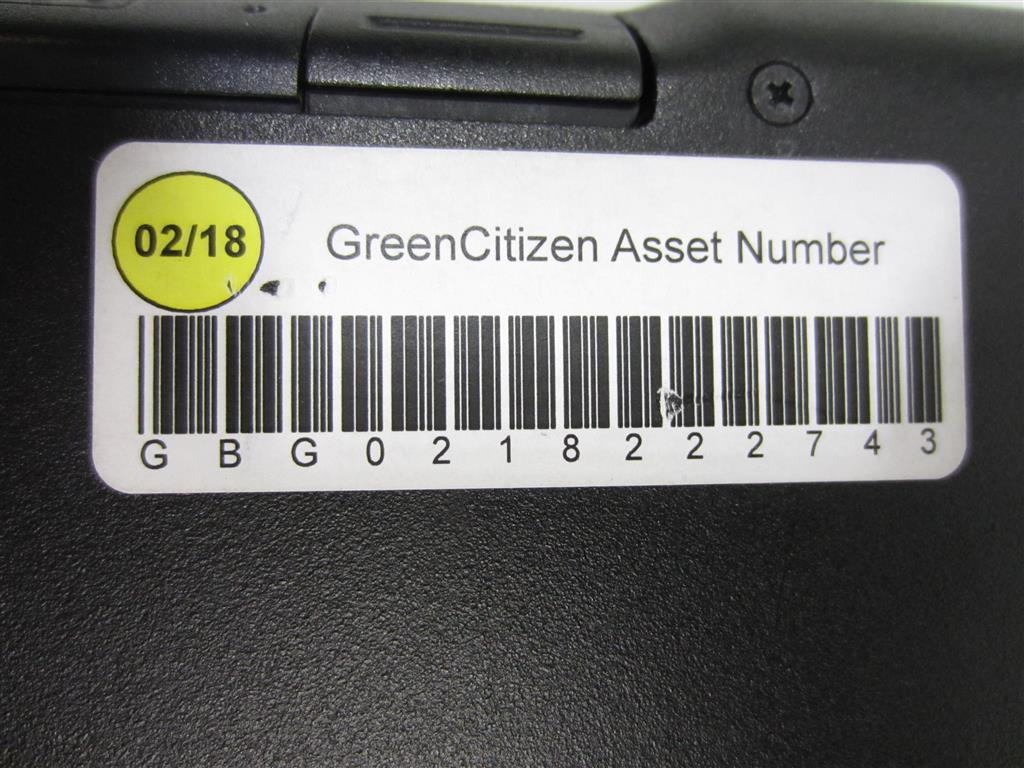 02/18
GreenCitizen Asset Number
G B G 0 2 1 8 2 2 2 7 4 3